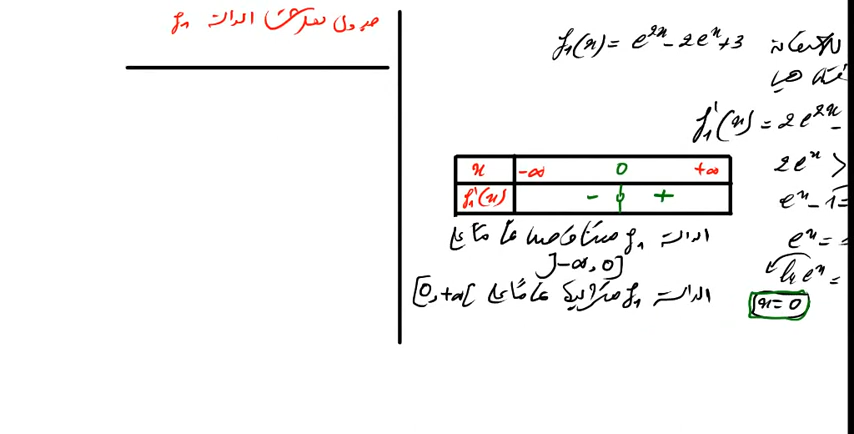 جدول تغيرات الدالة f₁
f₁(x) = e^{2x} - 2e^x + 3
f₁'(x) = 2e^{2x} -
2e^x >
x -∞ 0 +∞
f₁'(x) - 0 +
e^x - 1 =
الدالة f₁ متناقصة تماما على
]-∞, 0]
e^x =
ln e^x =
الدالة f₁ متزايدة تماما على [0, +∞[
x = 0